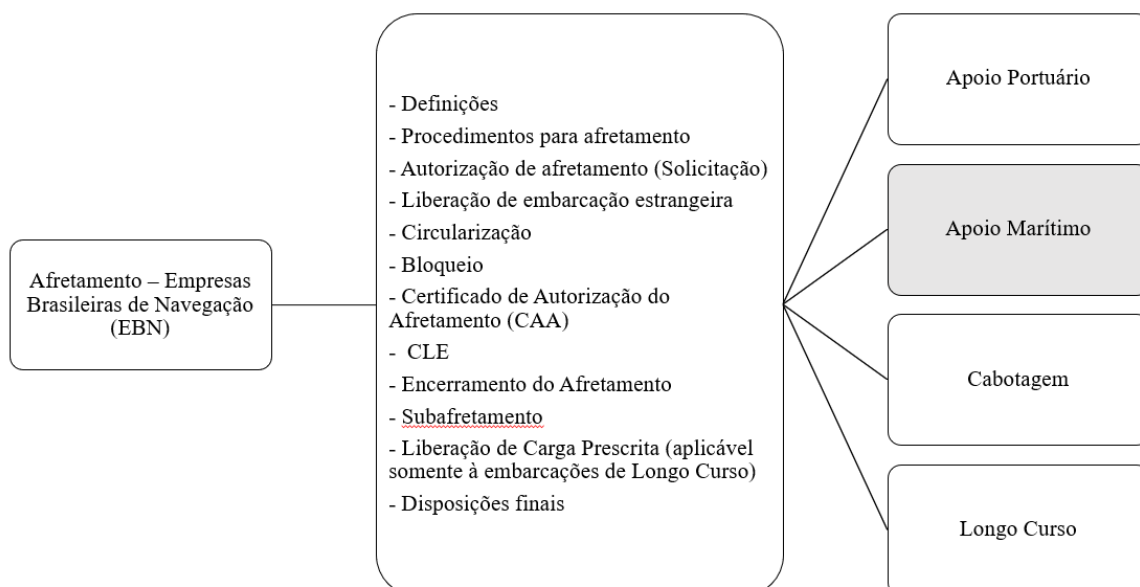 Afretamento – Empresas
Brasileiras de Navegação
(EBN)
- Definições
- Procedimentos para afretamento
- Autorização de afretamento (Solicitação)
- Liberação de embarcação estrangeira
- Circularização
- Bloqueio
- Certificado de Autorização do
Afretamento (CAA)
- CLE
- Encerramento do Afretamento
- Subafretamento
- Liberação de Carga Prescrita (aplicável
somente à embarcações de Longo Curso)
- Disposições finais
Apoio Portuário
Apoio Marítimo
Cabotagem
Longo Curso